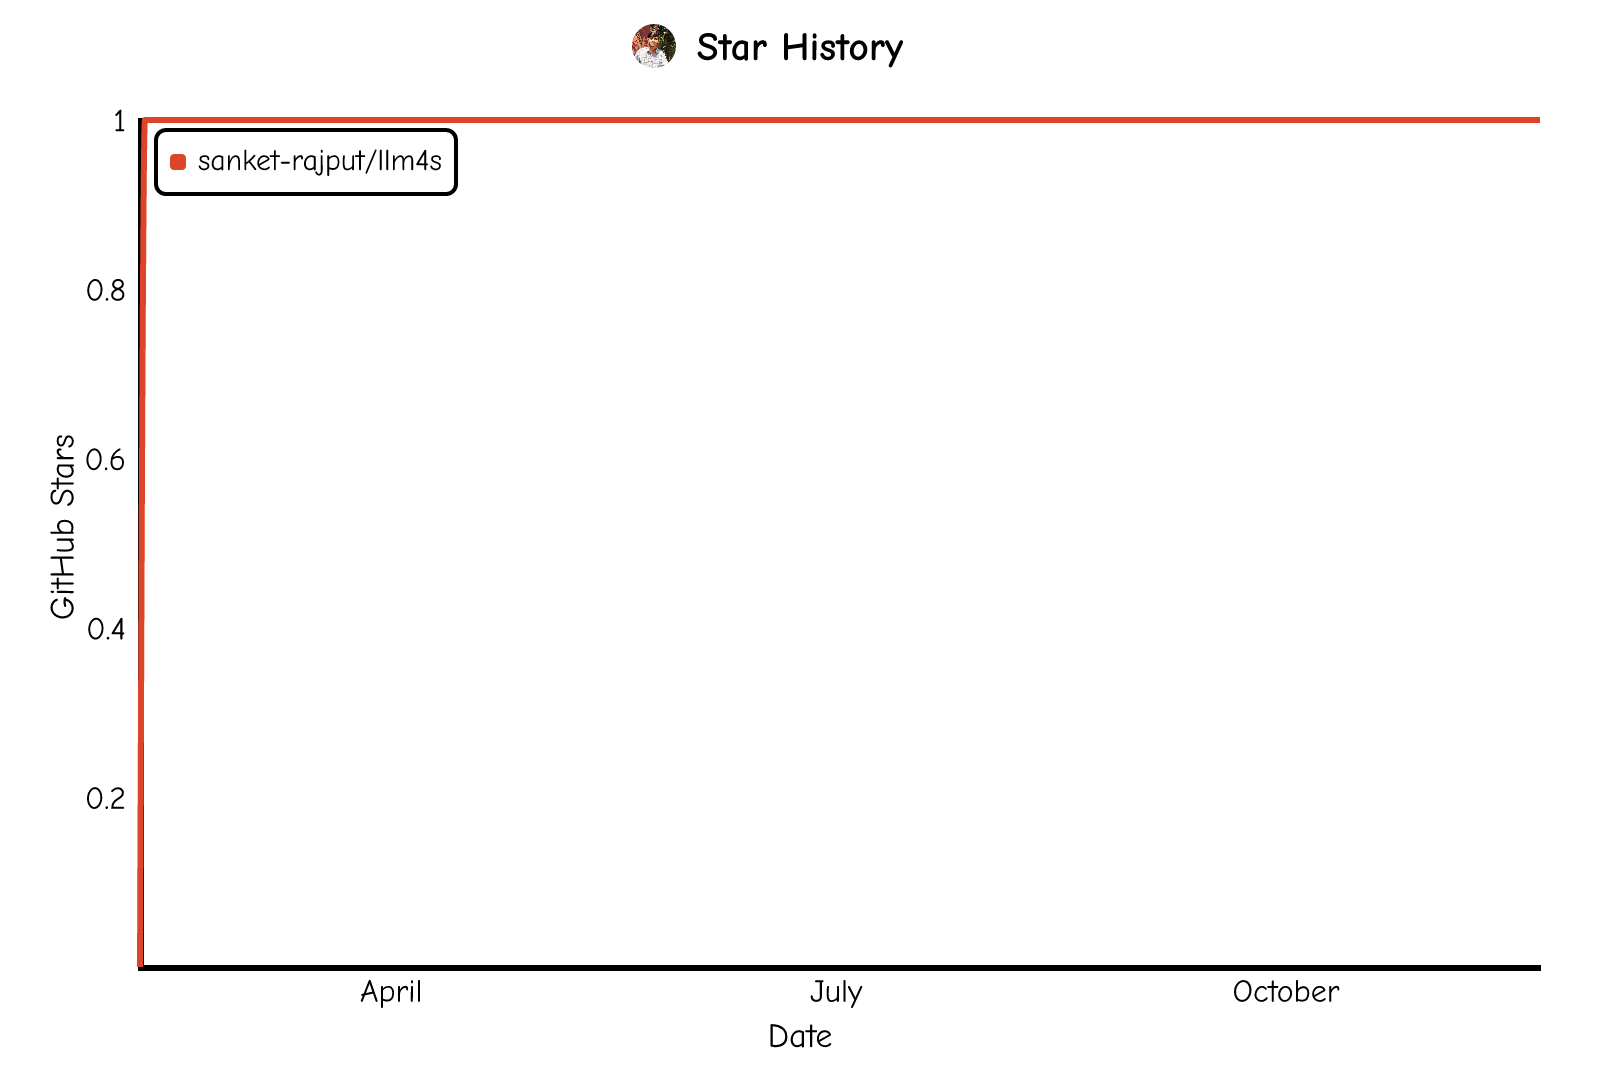 Star History
1
sanket-rajput/llm4s
0.8
0.6
0.4
0.2
GitHub Stars
April
July
October
Date